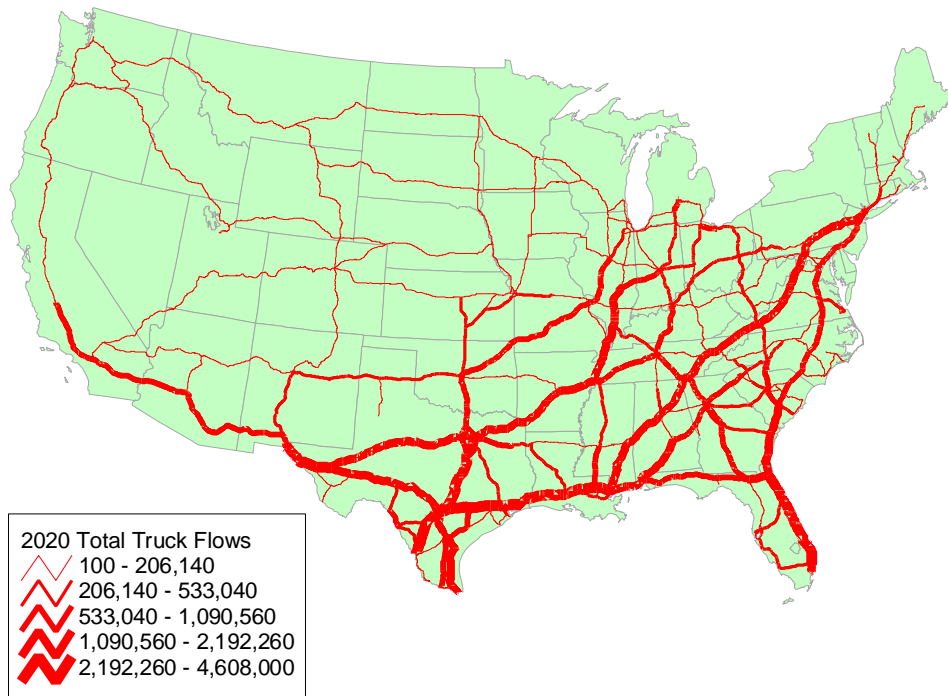 2020 Total Truck Flows
100 - 206,140
206,140 - 533,040
533,040 - 1,090,560
1,090,560 - 2,192,260
2,192,260 - 4,608,000